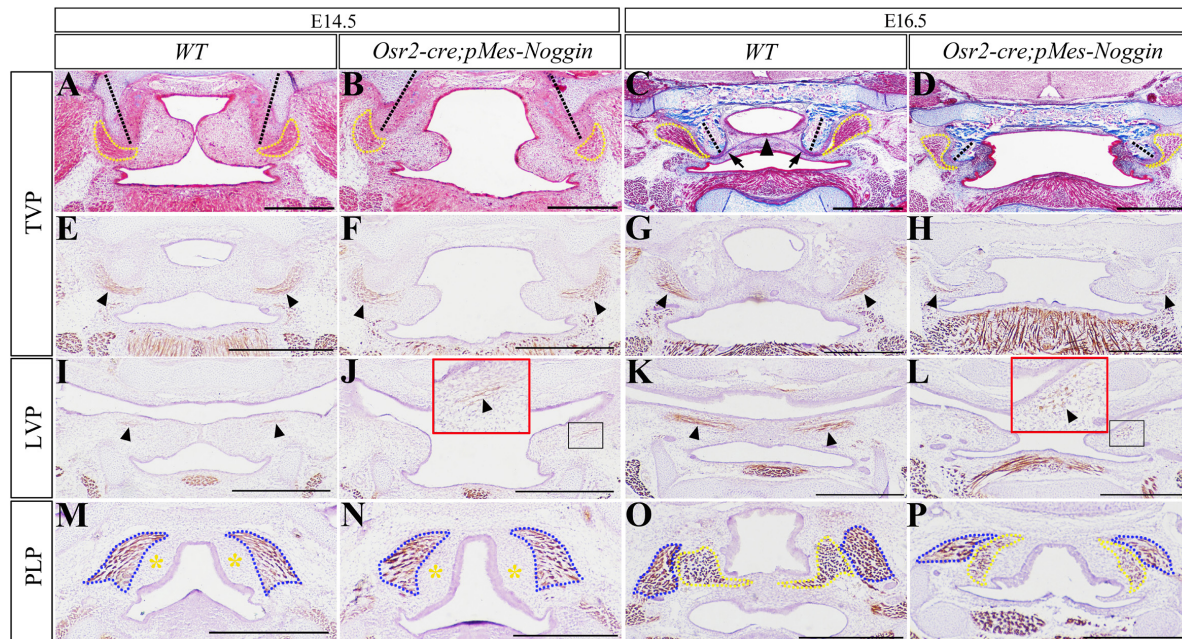 E14.5 E16.5
WT Osr2-cre;pMes-Noggin WT Osr2-cre;pMes-Noggin
TVP
A B C D
E F G H
LVP
I J K L
PLP
M N O P